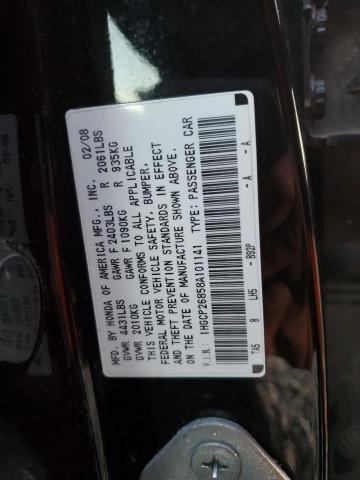 MFD. BY HONDA OF AMERICA MFG., INC. 02/08
GVWR 4431LBS GAWR F 2403LBS R 2061LBS
GVWR 2010KG GAWR F 1090KG R 935KG
THIS VEHICLE CONFORMS TO ALL APPLICABLE
FEDERAL MOTOR VEHICLE SAFETY, BUMPER,
AND THEFT PREVENTION STANDARDS IN EFFECT
ON THE DATE OF MANUFACTURE SHOWN ABOVE.
V.I.N.: 1HGCP26858A101141 TYPE: PASSENGER CAR
TA5 8 LH5 - B92P - A - A